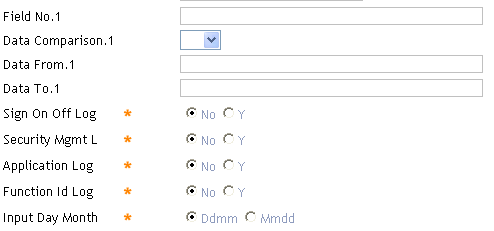 Field No.1
Data Comparison.1
Data From.1
Data To.1
Sign On Off Log * No Y
Security Mgmt L * No Y
Application Log * No Y
Function Id Log * No Y
Input Day Month * Ddmm Mmdd